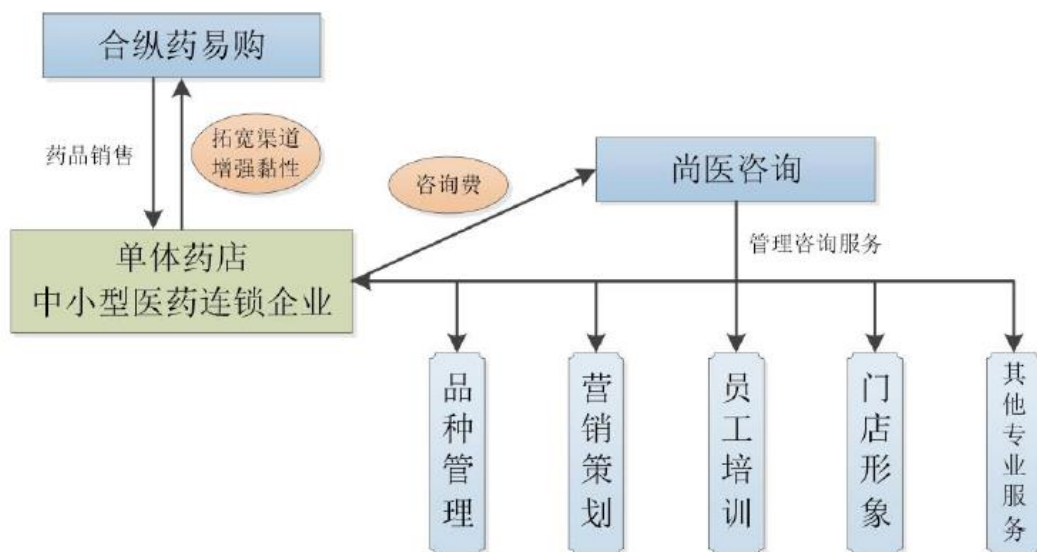 合纵药易购
药品销售
拓宽渠道
增强黏性
咨询费
尚医咨询
单体药店
中小型医药连锁企业
管理咨询服务
品种管理
营销策划
员工培训
门店形象
其他专业服务